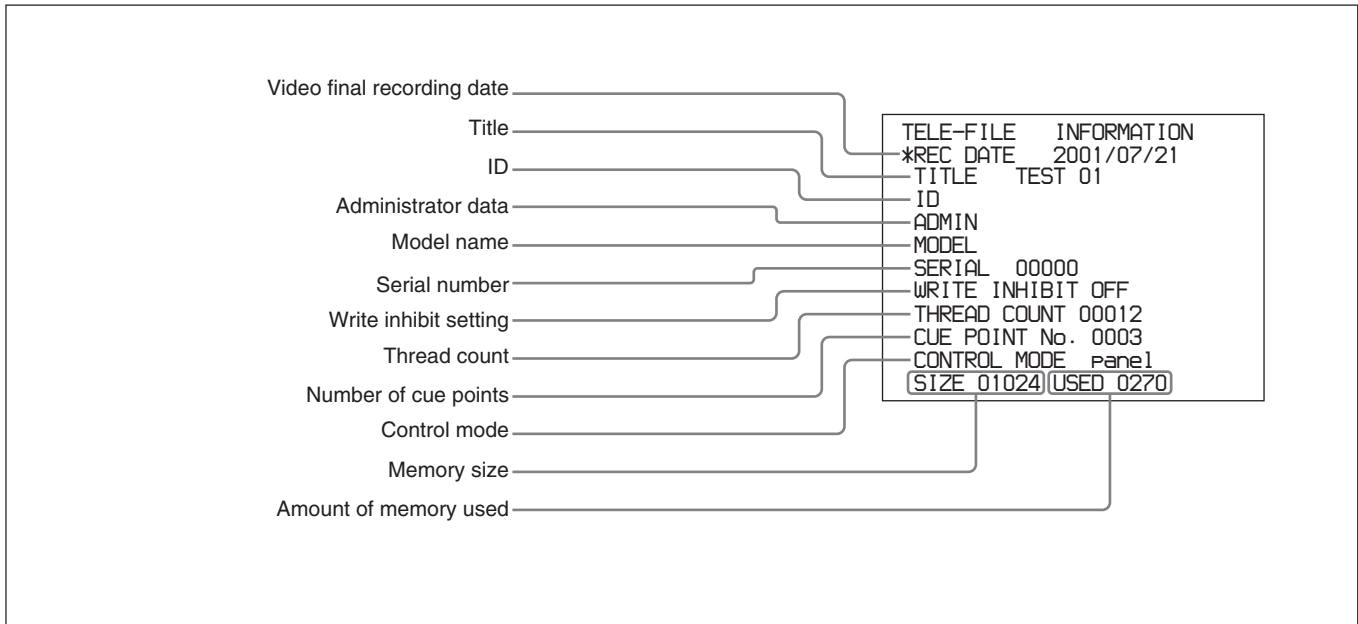 Video final recording date
Title
ID
Administrator data
Model name
Serial number
Write inhibit setting
Thread count
Number of cue points
Control mode
Memory size
Amount of memory used
TELE-FILE INFORMATION
*REC DATE 2001/07/21
TITLE TEST 01
ID
ADMIN
MODEL
SERIAL 00000
WRITE INHIBIT OFF
THREAD COUNT 00012
CUE POINT No. 0003
CONTROL MODE panel
SIZE 01024 USED 0270